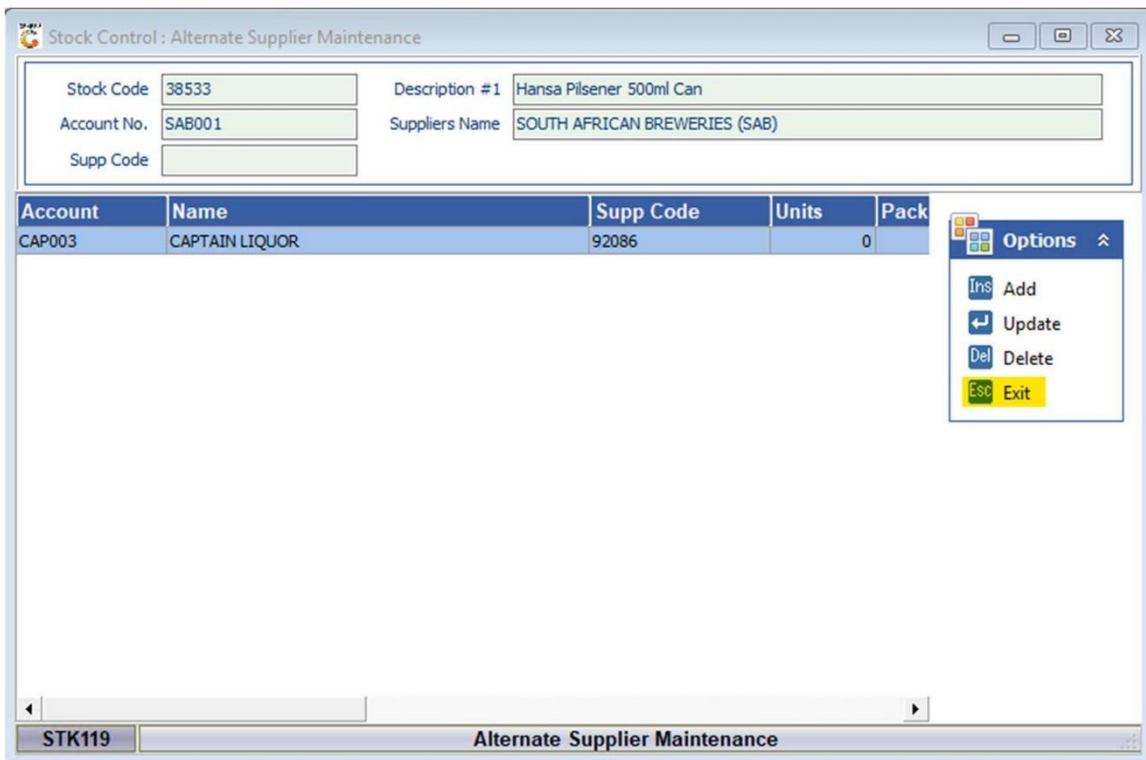 Stock Control : Alternate Supplier Maintenance
Stock Code 38533 Description #1 Hansa Pilsener 500ml Can
Account No. SAB001 Suppliers Name SOUTH AFRICAN BREWERIES (SAB)
Supp Code
Account Name Supp Code Units Pack
CAP003 CAPTAIN LIQUOR 92086 0
Options
Ins Add
Update
Del Delete
Esc Exit
STK119 Alternate Supplier Maintenance